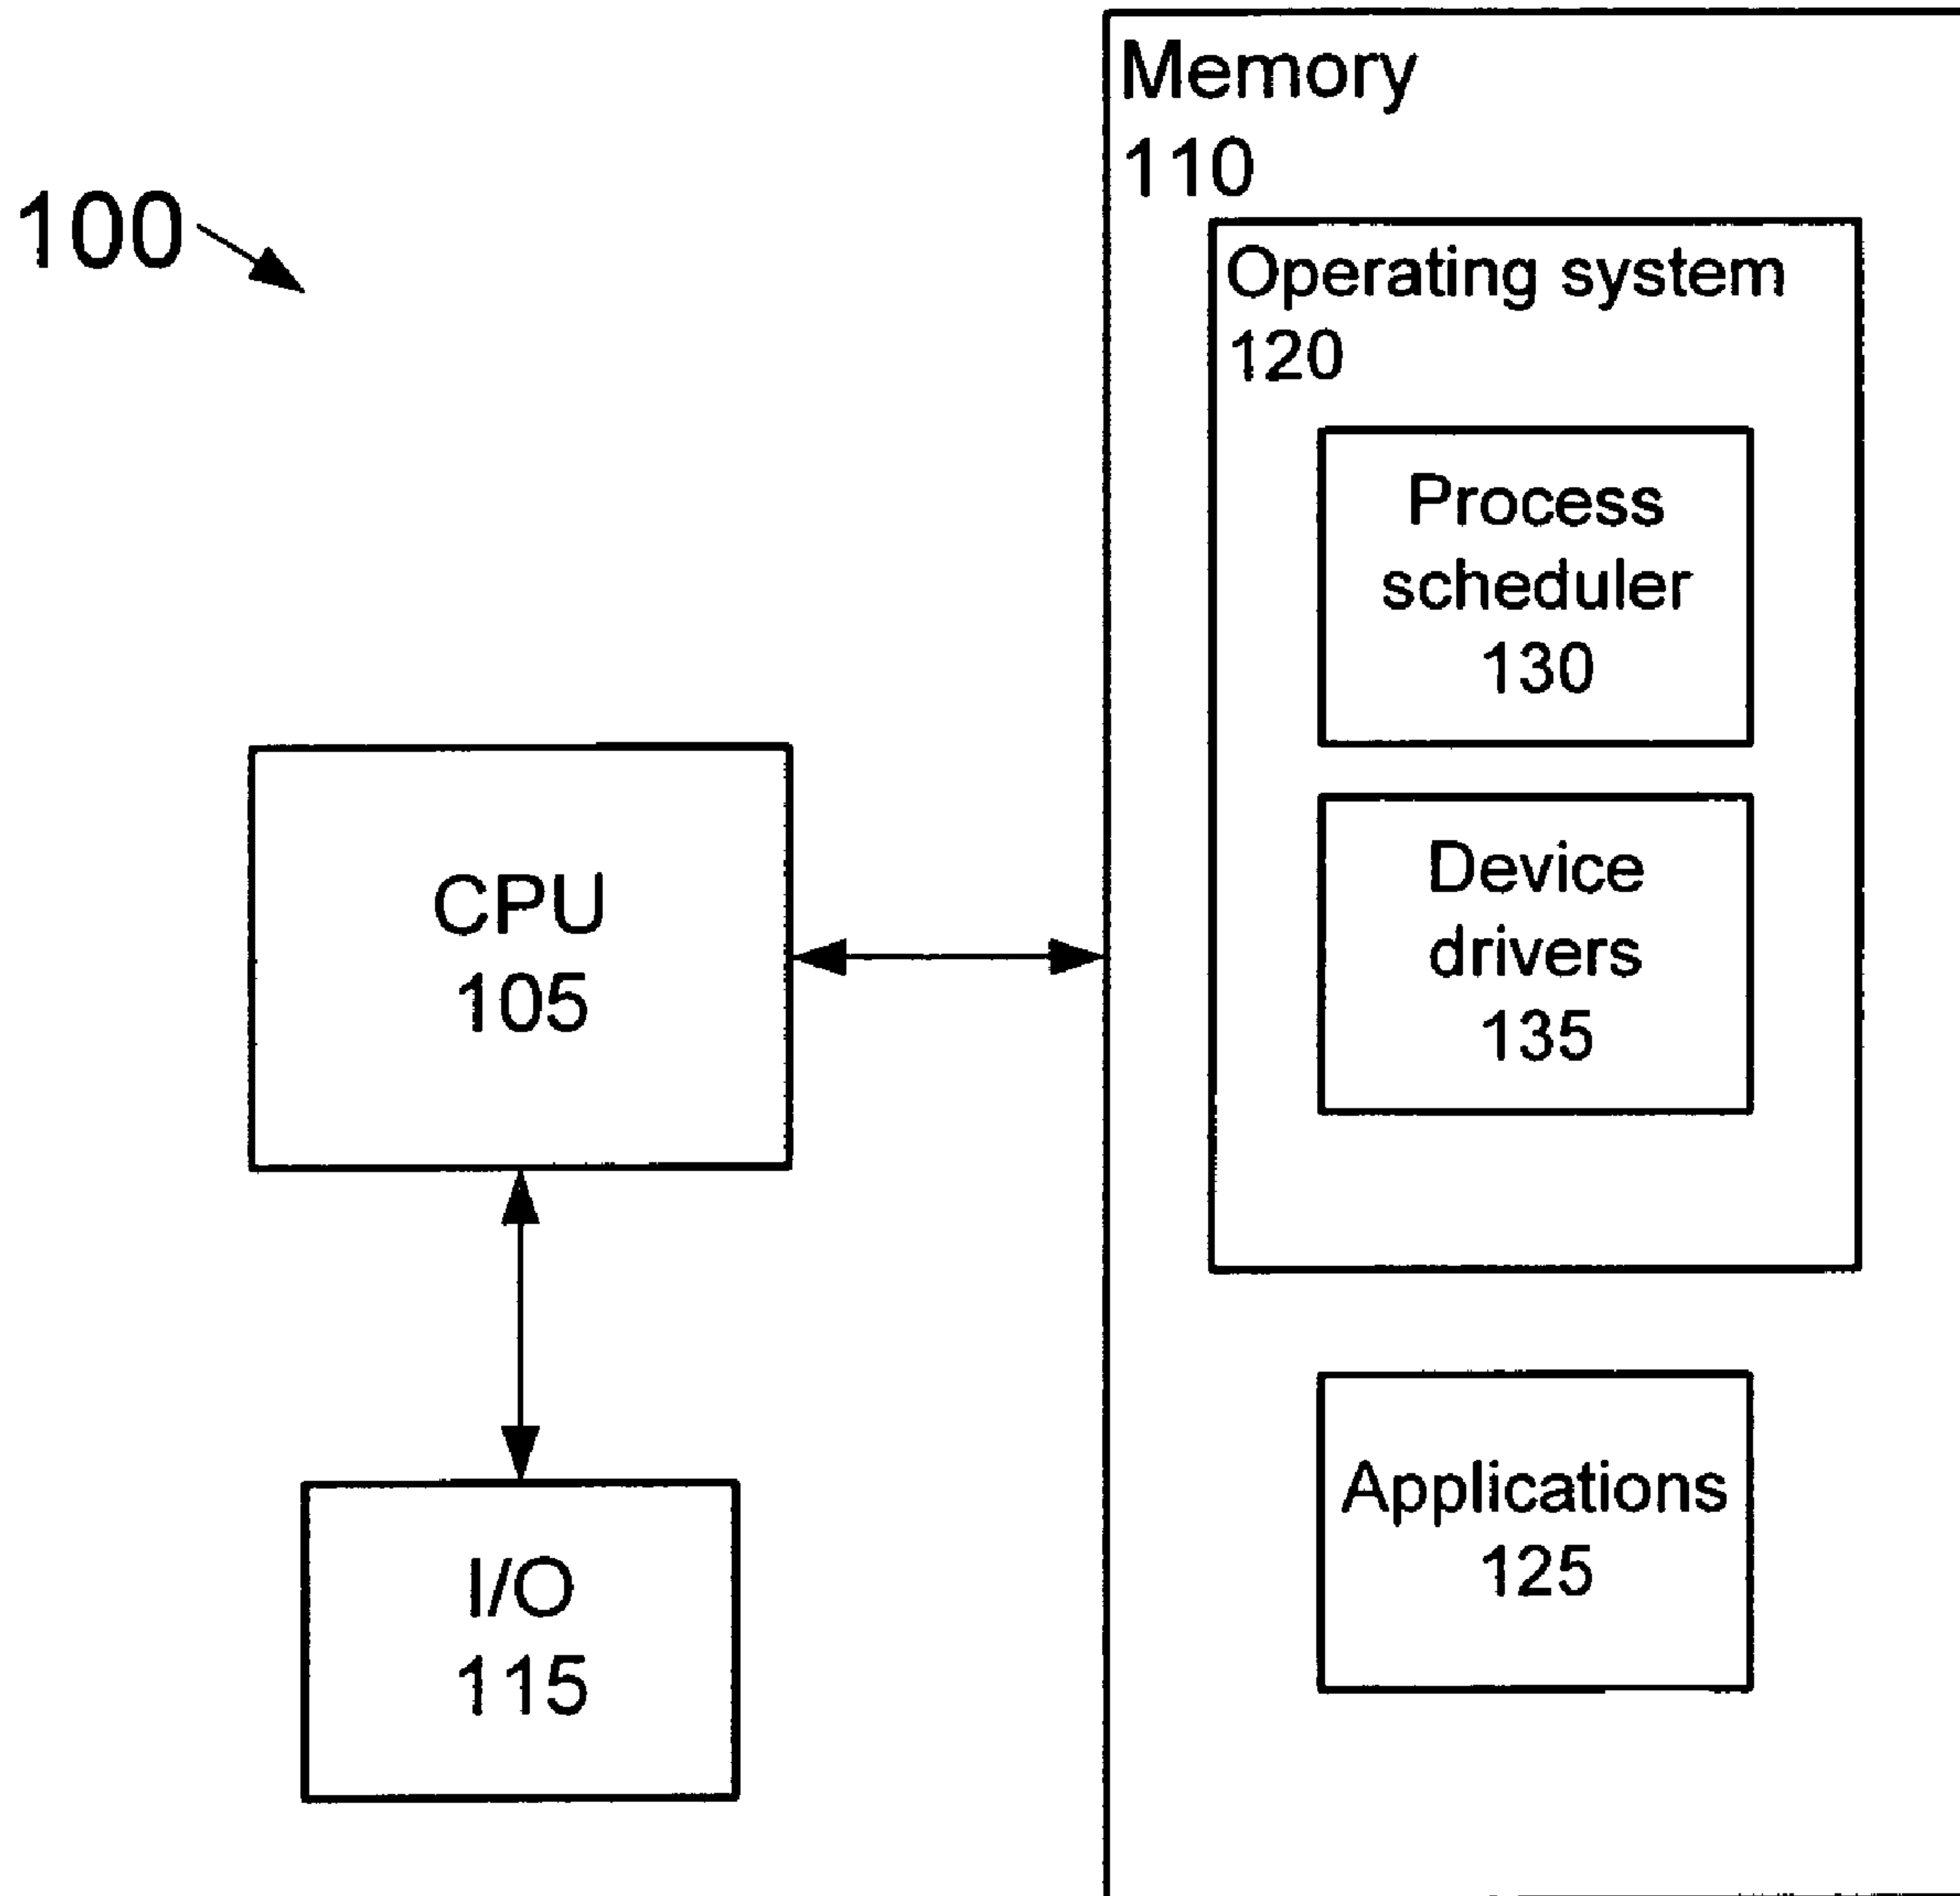 100
Memory
110
Operating system
120
Process
scheduler
130
Device
drivers
135
CPU
105
I/O
115
Applications
125